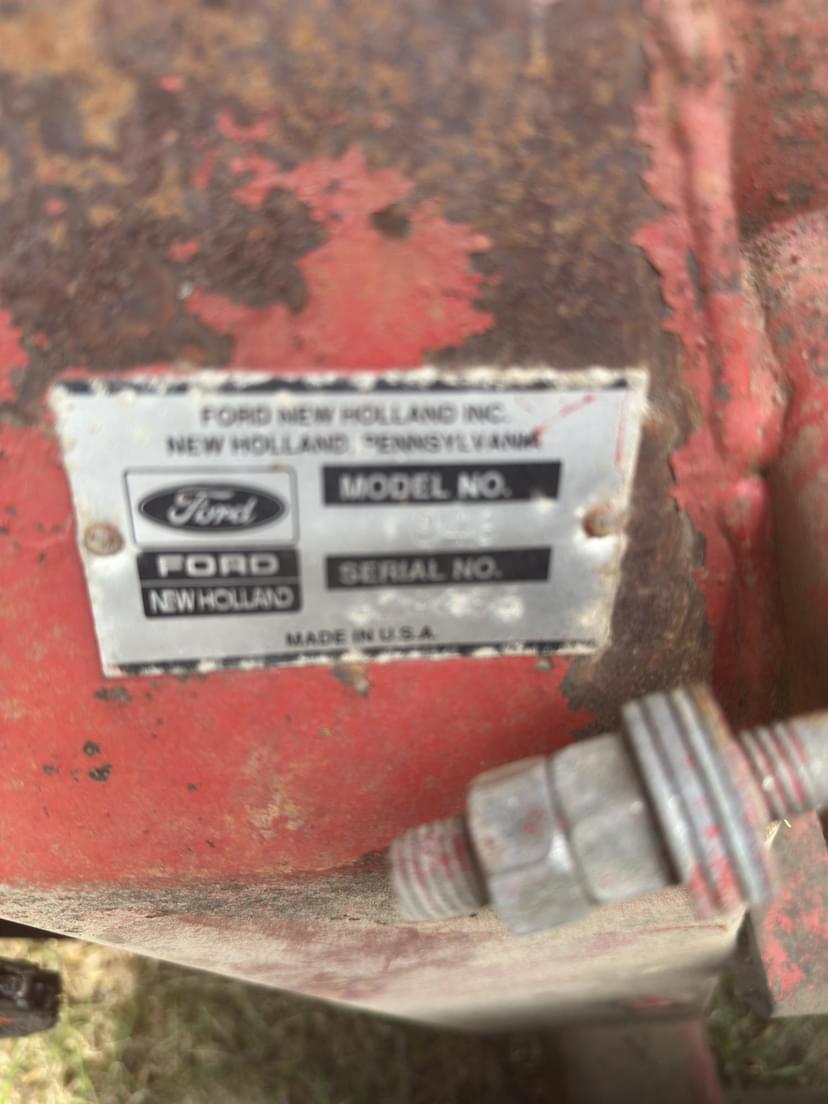 FORD NEW HOLLAND INC.
NEW HOLLAND, PENNSYLVANIA
Ford
FORD
NEW HOLLAND
MODEL NO.
SERIAL NO.
MADE IN U.S.A.